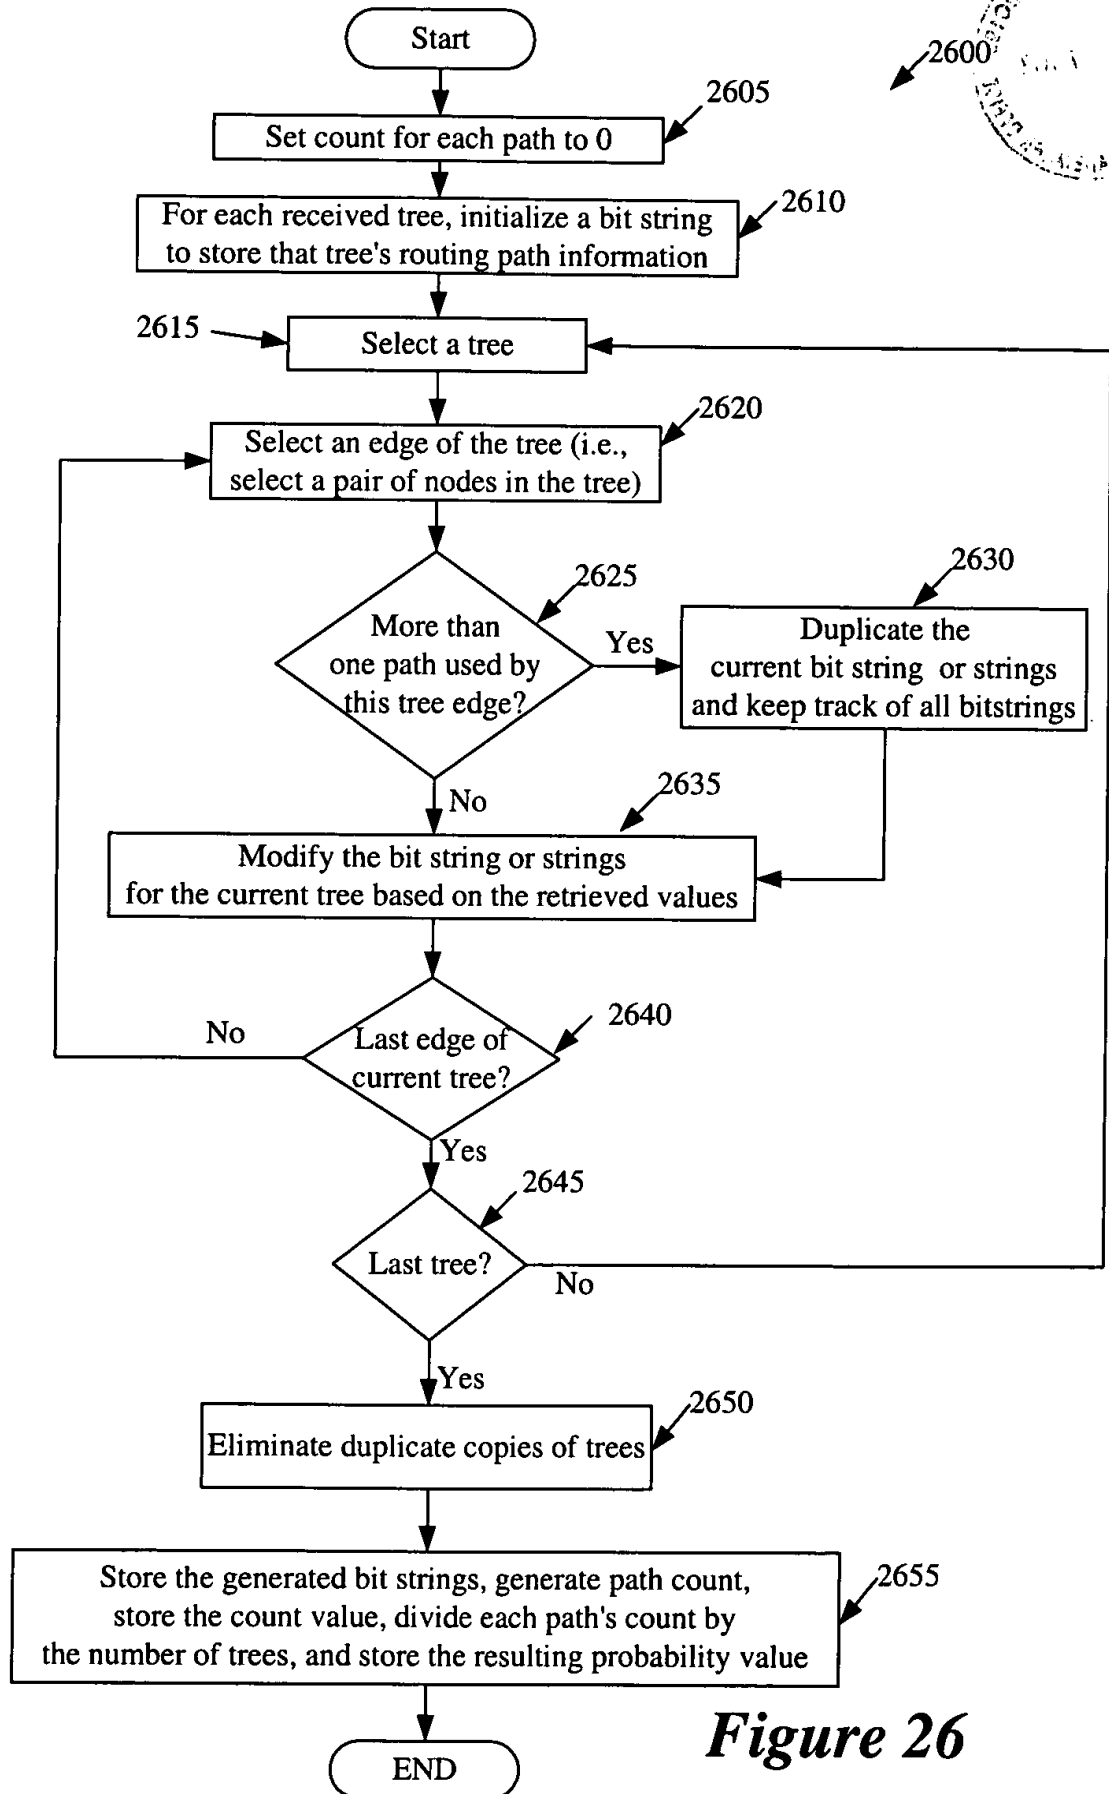 Start
2600
2605
Set count for each path to 0
2610
For each received tree, initialize a bit string
to store that tree's routing path information
2615
Select a tree
2620
Select an edge of the tree (i.e.,
select a pair of nodes in the tree)
2625
More than
one path used by
this tree edge?
Yes
2630
Duplicate the
current bit string or strings
and keep track of all bitstrings
No
2635
Modify the bit string or strings
for the current tree based on the retrieved values
2640
Last edge of
current tree?
No
Yes
2645
Last tree?
No
Yes
2650
Eliminate duplicate copies of trees
2655
Store the generated bit strings, generate path count,
store the count value, divide each path's count by
the number of trees, and store the resulting probability value
END
Figure 26